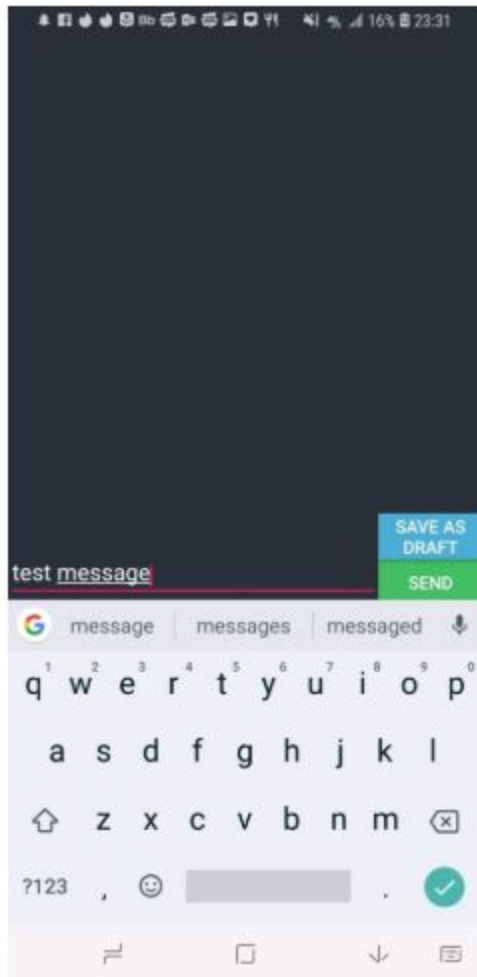 16% 23:31
SAVE AS
DRAFT
test message
SEND
G message messages messaged
1 2 3 4 5 6 7 8 9 0
q w e r t y u i o p
a s d f g h j k l
z x c v b n m
?123 , .